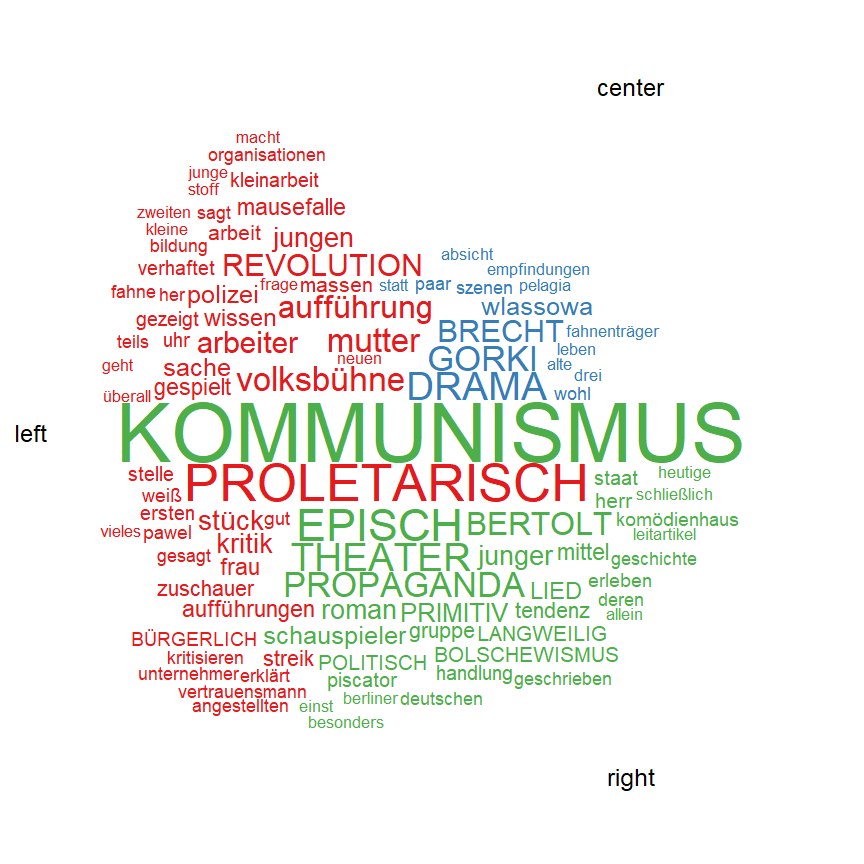 center
macht
organisationen
junge kleinarbeit
stoff
zweiten sagt mausefalle
kleine arbeit jungen
bildung
verhaftet REVOLUTION absicht
empfindungen
fahne her polizei frage massen statt paar szenen pelagia
gezeigt wissen aufführung wlassowa
teils uhr arbeiter mutter BRECHT fahnenträger
geht sache neuen GORKI leben
alte
überall gespielt volksbühne DRAMA wohl drei
left KOMMUNISMUS
stelle PROLETARISCH staat heutige
weiß herr schließlich
ersten stück gut EPISCH BERTOLT komödienhaus
vieles pawel leitartikel
gesagt kritik THEATER junger mittel geschichte
frau
zuschauer PROPAGANDA LIED erleben
aufführungen roman PRIMITIV tendenz deren
allein
BÜRGERLICH schauspieler gruppe LANGWEILIG
kritisieren streik POLITISCH BOLSCHEWISMUS
unternehmer erklärt piscator handlung geschrieben
vertrauensmann
angestellten einst berliner deutschen
besonders
right